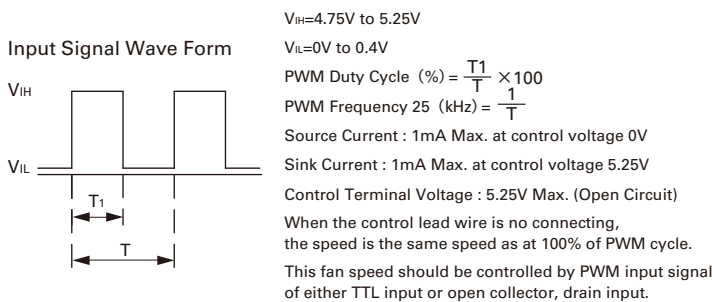 Input Signal Wave Form
VIH
VIL
T1
T
VIH=4.75V to 5.25V
VIL=0V to 0.4V
PWM Duty Cycle (%) = T1/T ×100
PWM Frequency 25 (kHz) = 1/T
Source Current : 1mA Max. at control voltage 0V
Sink Current : 1mA Max. at control voltage 5.25V
Control Terminal Voltage : 5.25V Max. (Open Circuit)
When the control lead wire is no connecting,
the speed is the same speed as at 100% of PWM cycle.
This fan speed should be controlled by PWM input signal
of either TTL input or open collector, drain input.